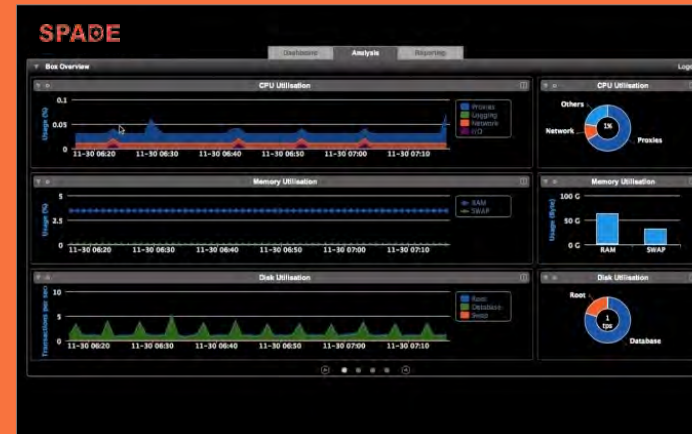 SPADE
Dashboard Analysis Reporting
Box Overview
CPU Utilisation
Usage (%)
0.1
0.05
0
11-30 06:20 11-30 06:30 11-30 06:40 11-30 06:50 11-30 07:00 11-30 07:10
Proxies
Logging
Network
CPU Utilisation
Others
Network
1%
Proxies
Memory Utilisation
Usage (%)
5
2.5
0
11-30 06:20 11-30 06:30 11-30 06:40 11-30 06:50 11-30 07:00 11-30 07:10
RAM
SWAP
Memory Utilisation
Usage (Byte)
100 G
50 G
0 G
RAM SWAP
Disk Utilisation
Transactions per sec
10
5
0
11-30 06:20 11-30 06:30 11-30 06:40 11-30 06:50 11-30 07:00 11-30 07:10
Root
Database
Swap
Disk Utilisation
Root
1
tps
Database